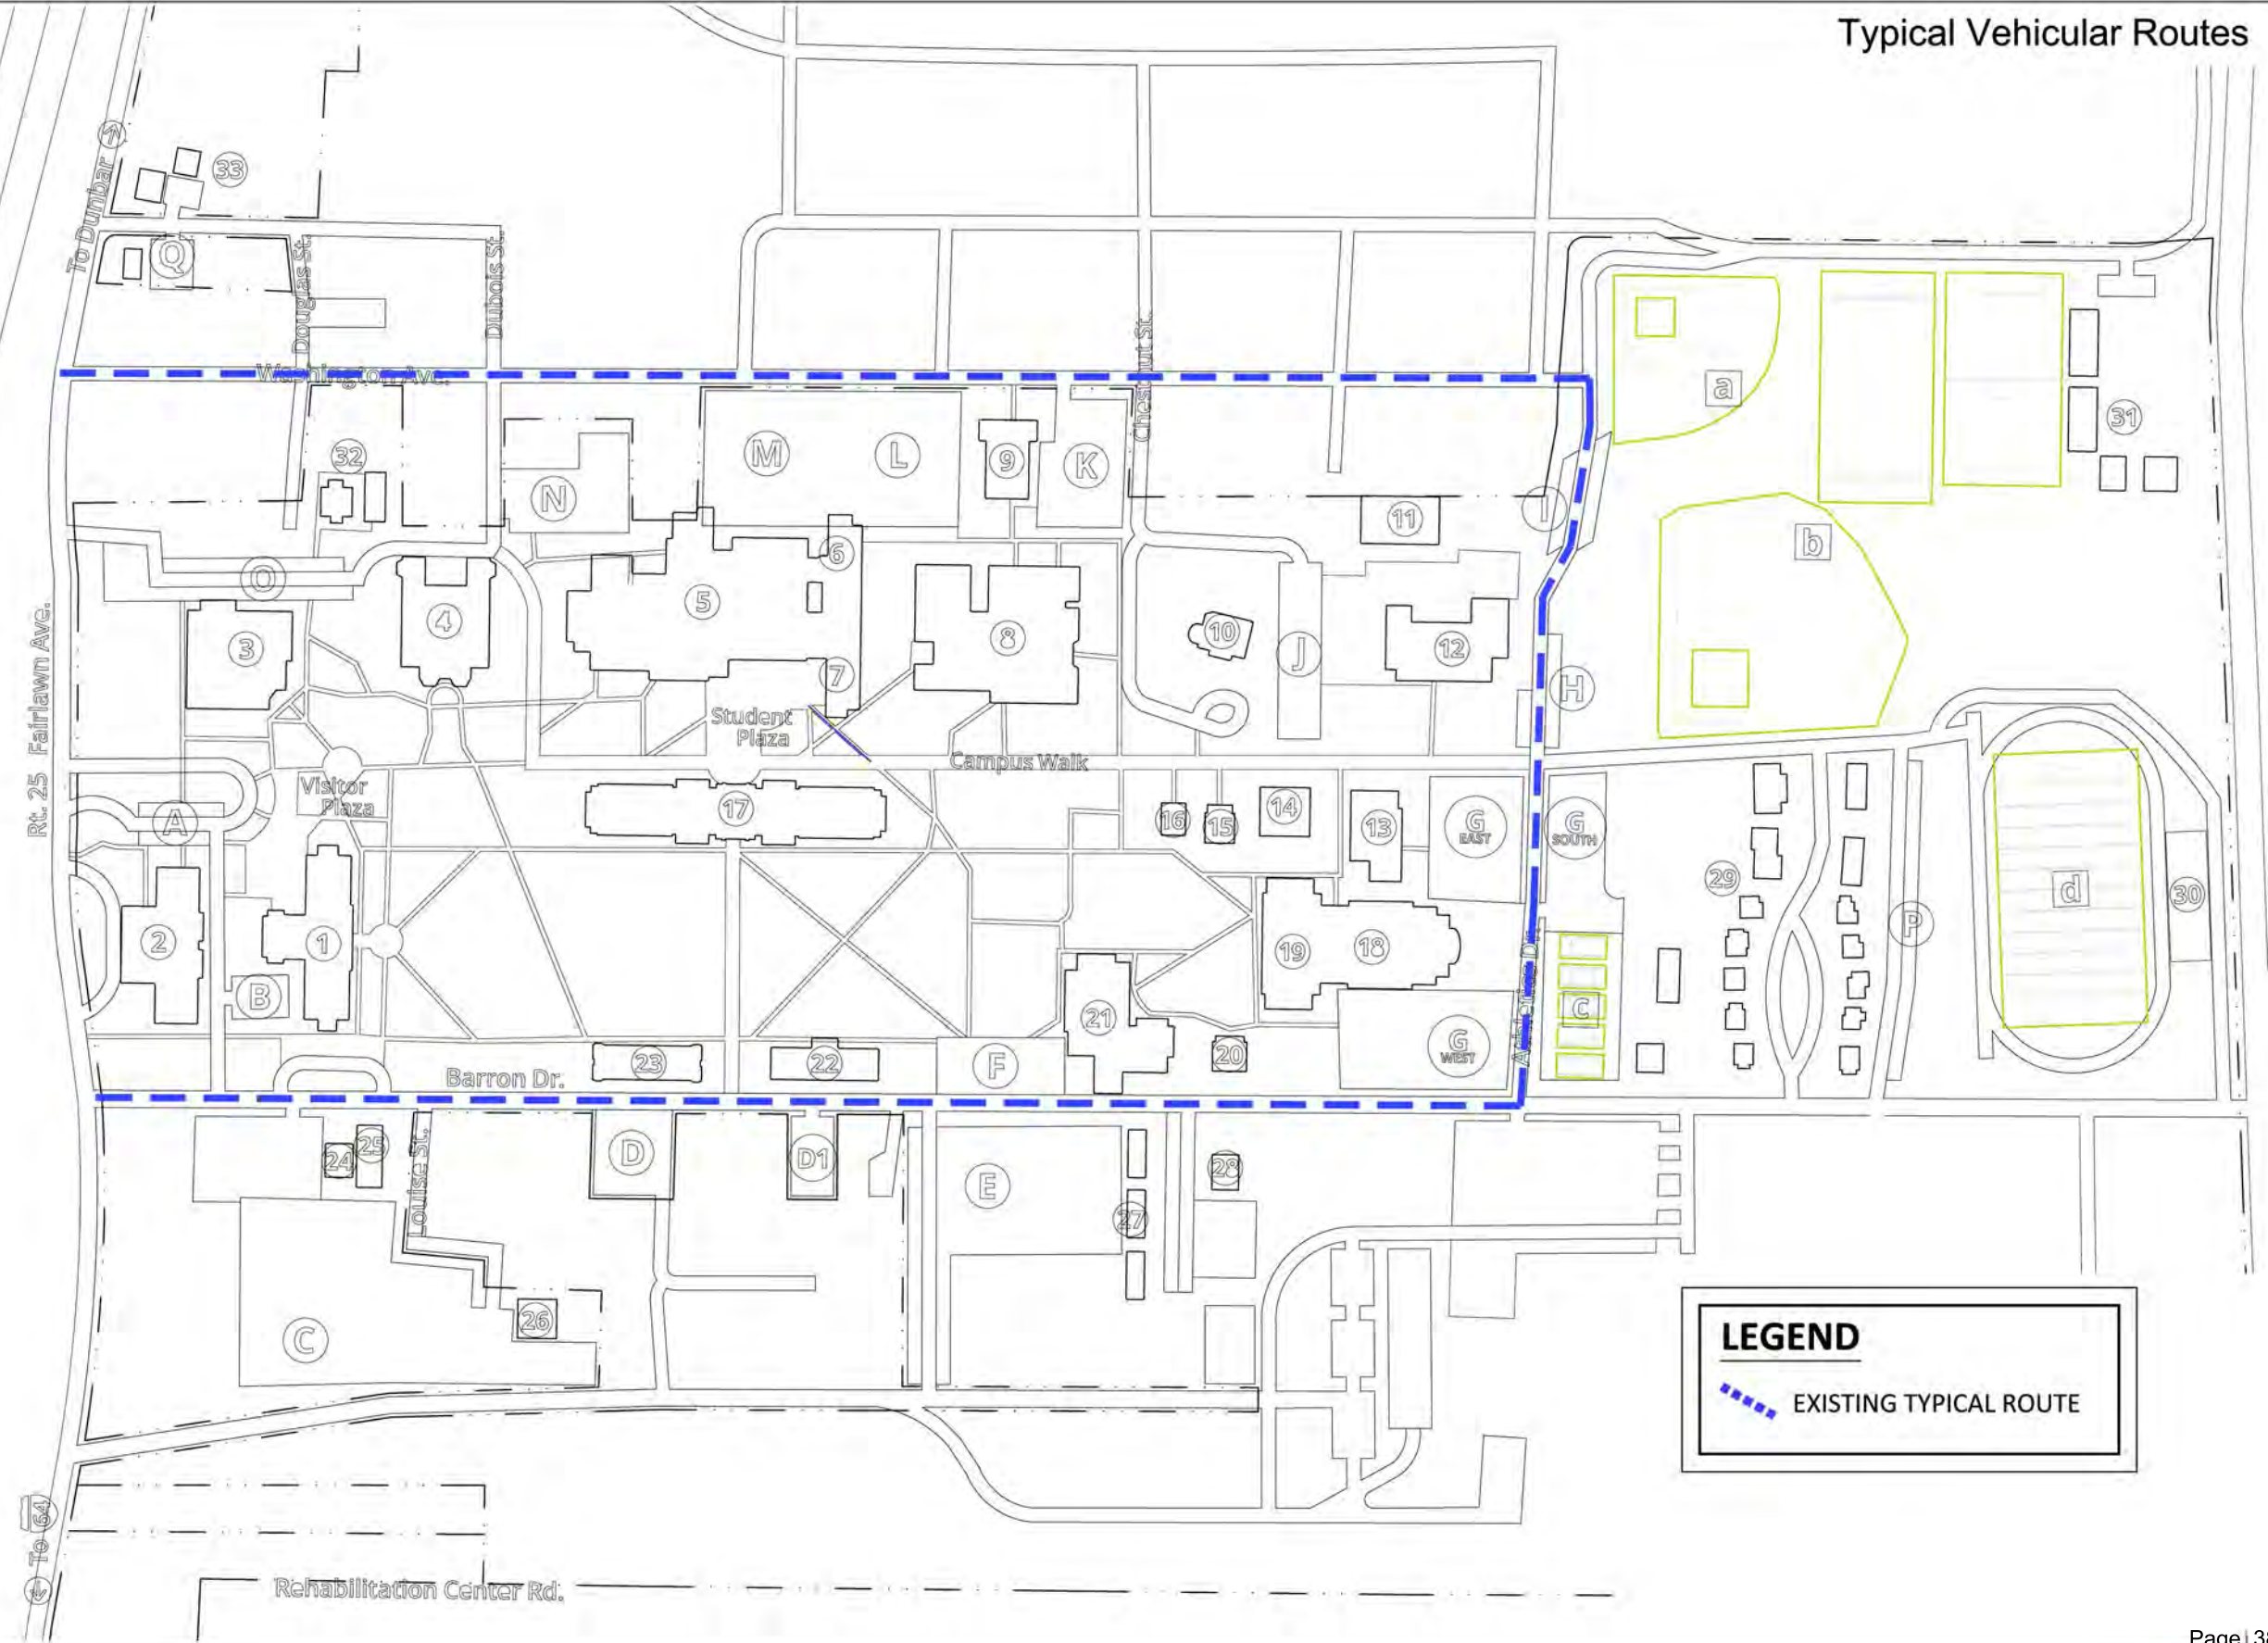 Typical Vehicular Routes
33
To Dunbar
Q
Douglas St.
Dubois St.
Chestnut St.
Washington Ave.
a
31
32
M
L
9
K
N
I
11
b
6
O
5
4
3
8
10
J
12
7
H
Rt. 25 Fairlawn Ave.
Student
Plaza
Campus Walk
Visitor
Plaza
A
17
16
15
14
13
G
EAST
G
SOUTH
29
d
30
P
2
1
19
18
B
C
21
G
WEST
20
23
22
F
Barron Dr.
24
25
Louise St.
D
D1
E
28
27
26
C
LEGEND
EXISTING TYPICAL ROUTE
To 64
Rehabilitation Center Rd.